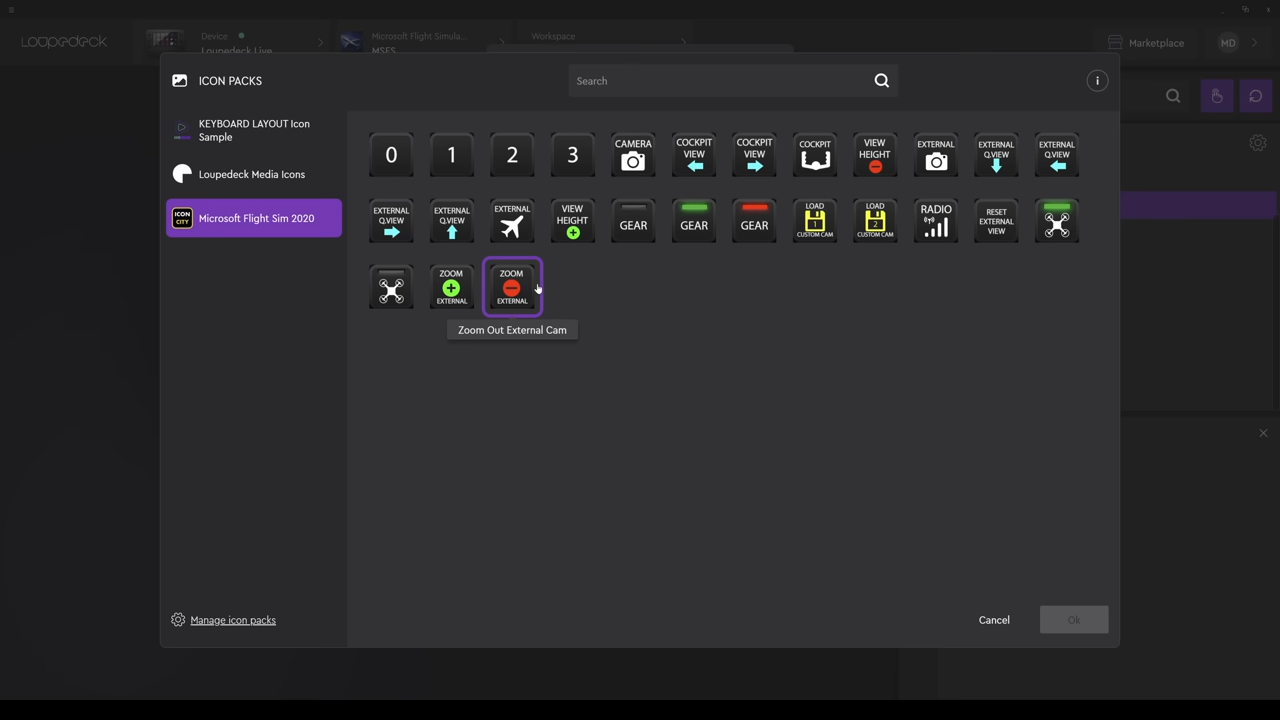 Loupedeck
Device
Loupedeck Live
Microsoft Flight Simula...
MSFS
Workspace
Marketplace
MD
ICON PACKS
Search
i
KEYBOARD LAYOUT Icon
Sample
Loupedeck Media Icons
ICON
CITY
Microsoft Flight Sim 2020
0
1
2
3
CAMERA
COCKPIT
VIEW
COCKPIT
VIEW
COCKPIT
VIEW
HEIGHT
EXTERNAL
EXTERNAL
Q.VIEW
EXTERNAL
Q.VIEW
EXTERNAL
Q.VIEW
EXTERNAL
Q.VIEW
EXTERNAL
VIEW
HEIGHT
GEAR
GEAR
GEAR
LOAD
1
CUSTOM CAM
LOAD
2
CUSTOM CAM
RADIO
RESET
EXTERNAL
VIEW
ZOOM
EXTERNAL
ZOOM
EXTERNAL
Zoom Out External Cam
Manage icon packs
Cancel
Ok